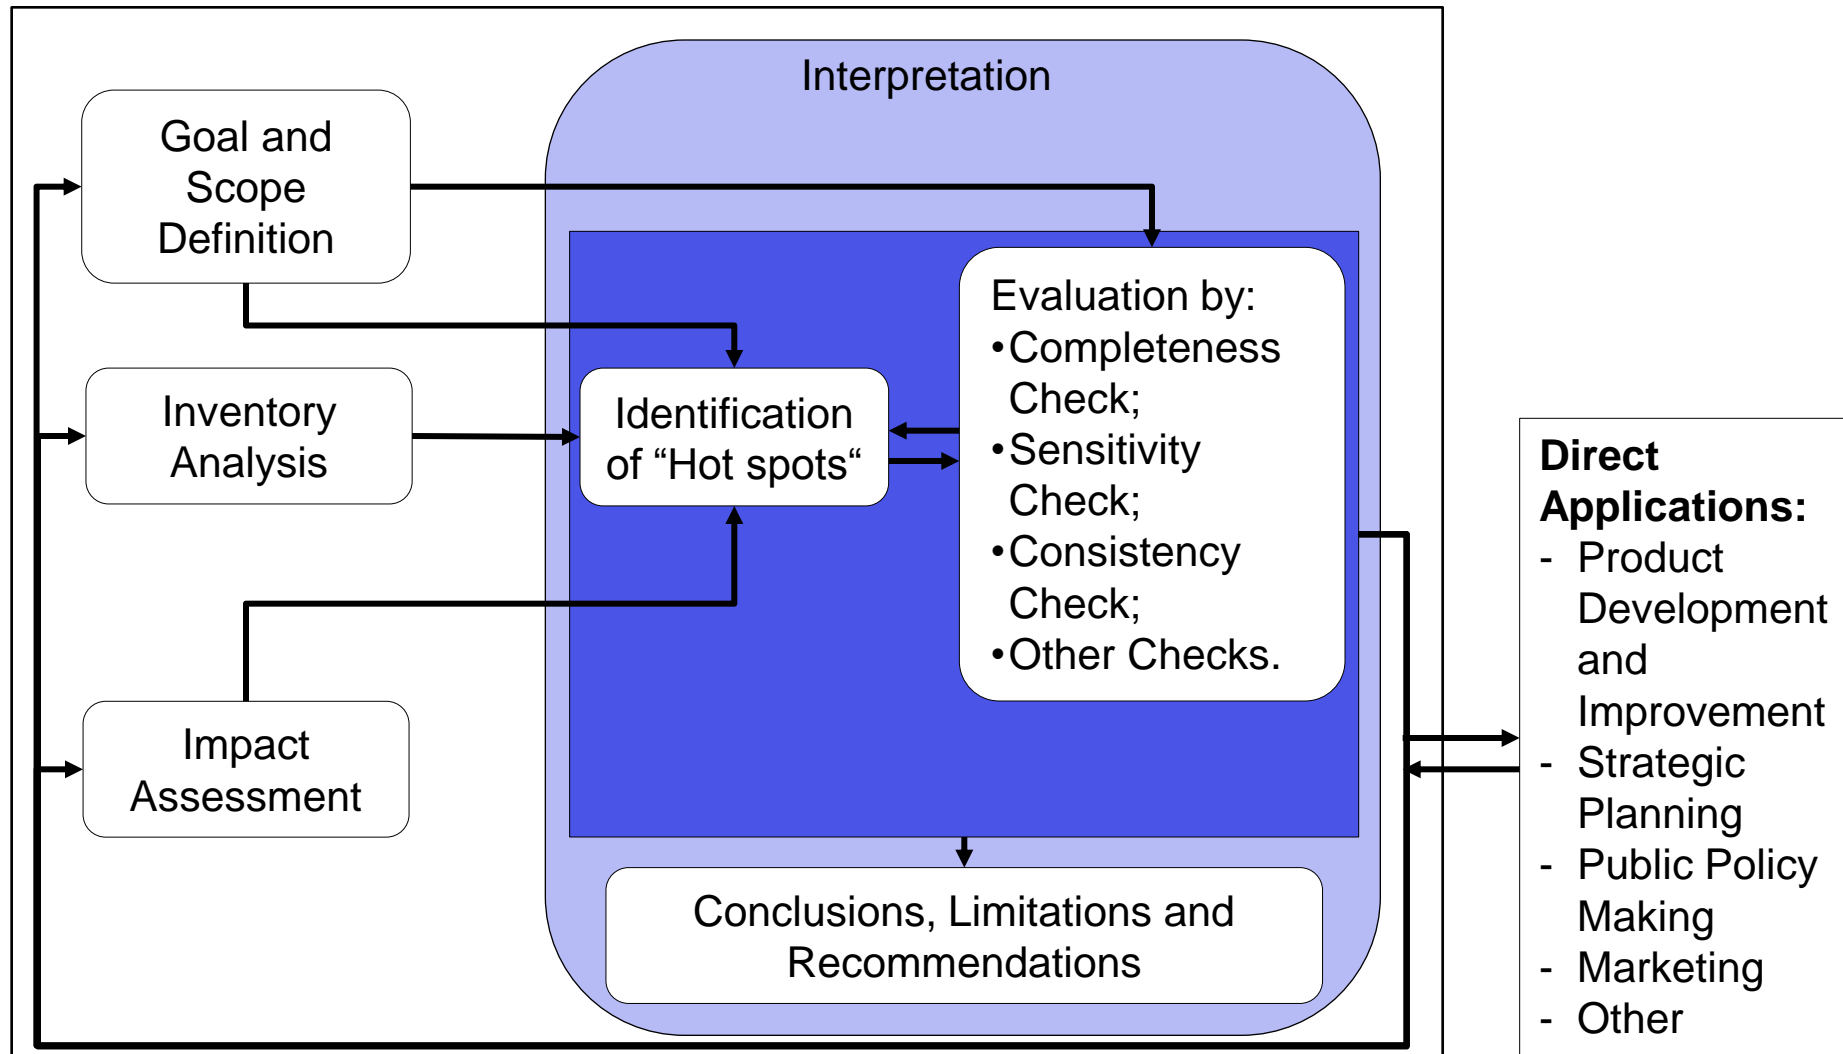 Interpretation
Goal and
Scope
Definition
Inventory
Analysis
Impact
Assessment
Identification
of “Hot spots“
Evaluation by:
•Completeness
Check;
•Sensitivity
Check;
•Consistency
Check;
•Other Checks.
Conclusions, Limitations and
Recommendations
Direct
Applications:
- Product
Development
and
Improvement
- Strategic
Planning
- Public Policy
Making
- Marketing
- Other